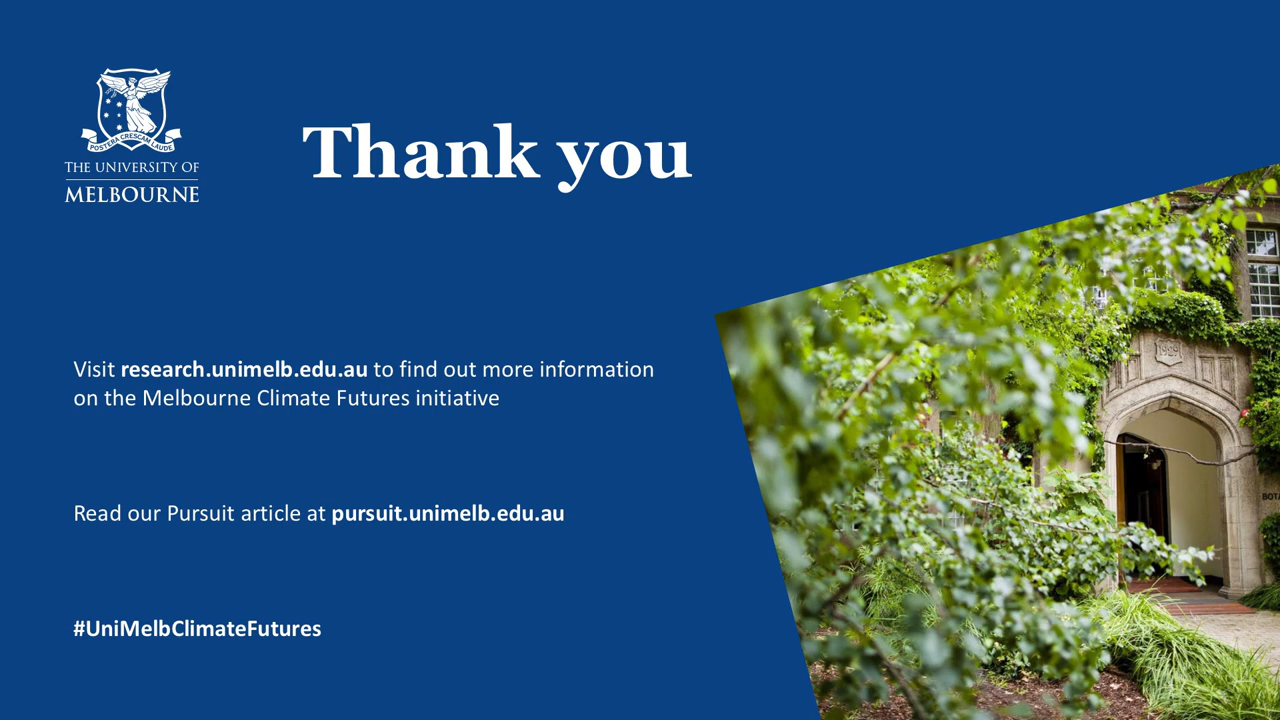 POSTERA CRESCAM LAUDE
THE UNIVERSITY OF
MELBOURNE
Thank you
Visit research.unimelb.edu.au to find out more information
on the Melbourne Climate Futures initiative
Read our Pursuit article at pursuit.unimelb.edu.au
#UniMelbClimateFutures
1929